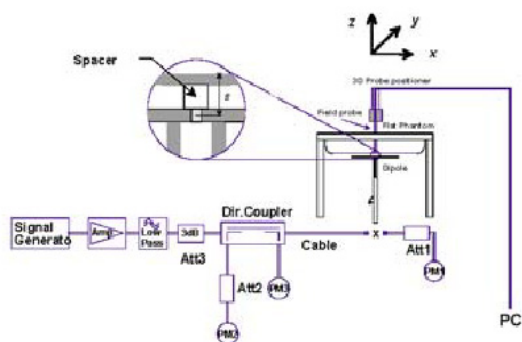 z
y
x
Spacer
3D Probe positioner
Field probe
Flat Phantom
Dipole
s
Dir.Coupler
Signal
Generato
Amp
Low
Pass
3dB
Att3
Cable
x
Att1
PM1
Att2
PM3
PM2
PC